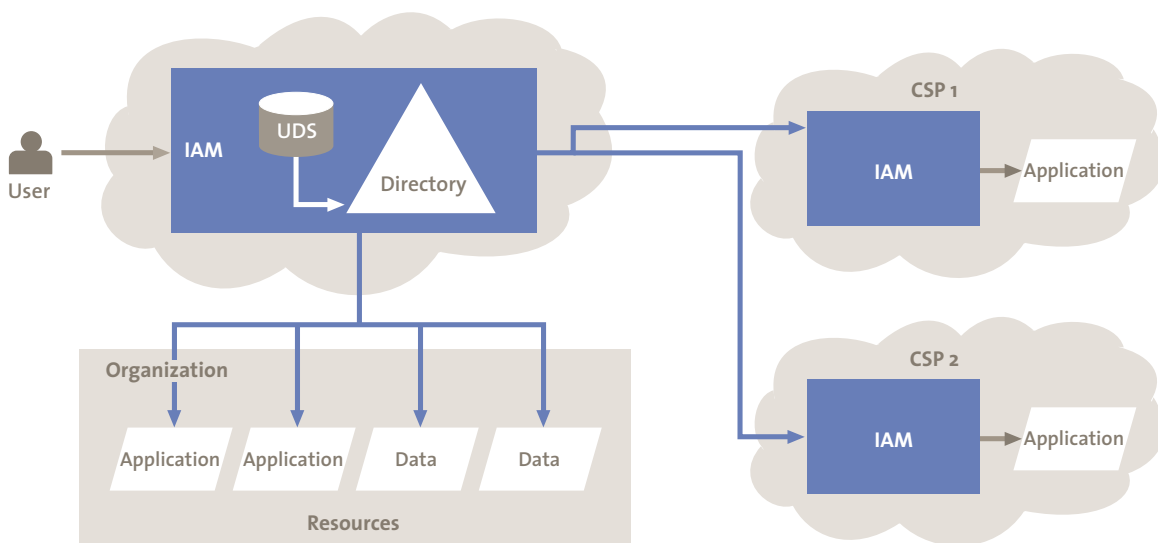 User
IAM
UDS
Directory
CSP 1
IAM
Application
Organization
Application
Application
Data
Data
Resources
CSP 2
IAM
Application